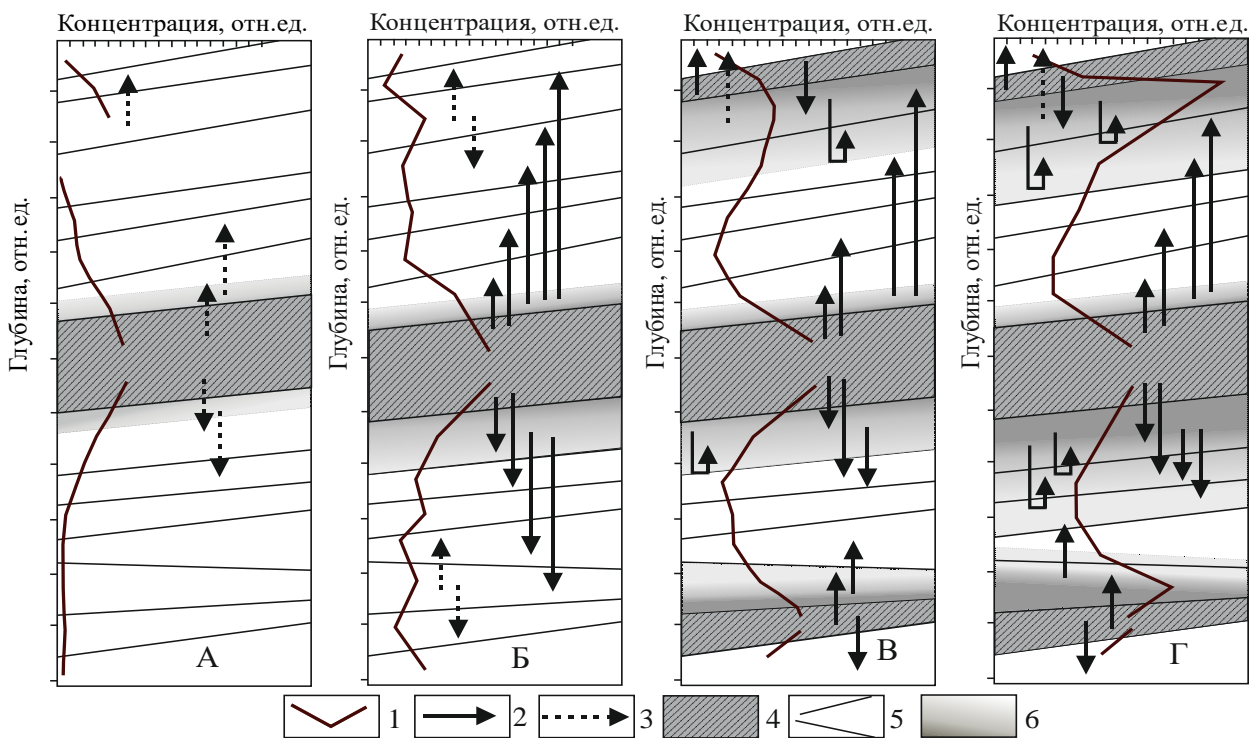 Концентрация, отн.ед. Концентрация, отн.ед. Концентрация, отн.ед. Концентрация, отн.ед.
Глубина, отн.ед. Глубина, отн.ед. Глубина, отн.ед. Глубина, отн.ед.
А Б В Г
1 2 3 4 5 6